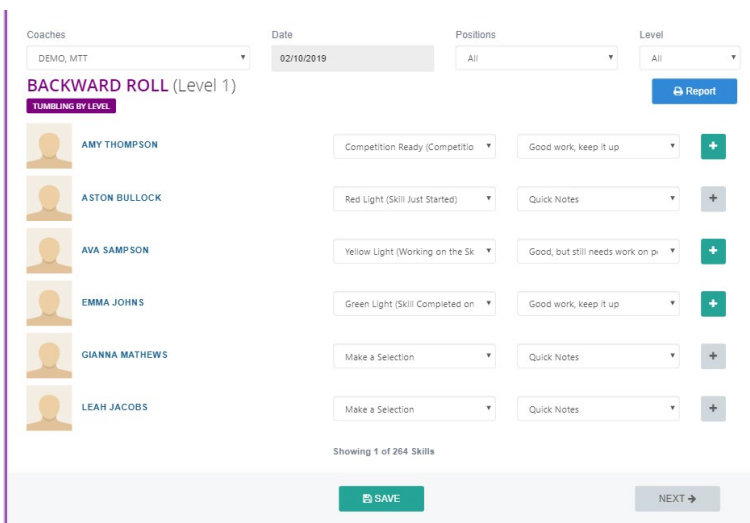 Coaches Date Positions Level
DEMO, MTT 02/10/2019 All All
BACKWARD ROLL (Level 1) Report
TUMBLING BY LEVEL
AMY THOMPSON Competition Ready (Competitio Good work, keep it up +
ASTON BULLOCK Red Light (Skill Just Started) Quick Notes +
AVA SAMPSON Yellow Light (Working on the Sk Good, but still needs work on +
EMMA JOHNS Green Light (Skill Completed on Good work, keep it up +
GIANNA MATHEWS Make a Selection Quick Notes +
LEAH JACOBS Make a Selection Quick Notes +
Showing 1 of 264 Skills
SAVE NEXT →